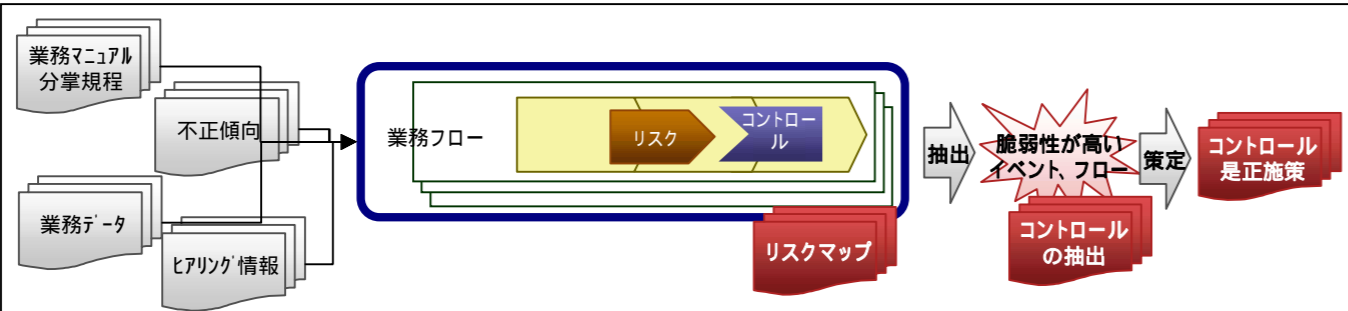 業務ﾏﾆｭｱﾙ
分掌規程
不正傾向
業務ﾃﾞｰﾀ
ﾋｱﾘﾝｸﾞ情報
業務フロー
リスク
コントロー
ル
リスクマップ
抽出
脆弱性が高い
イベント、フロー
コントロール
の抽出
策定
コントロール
是正施策